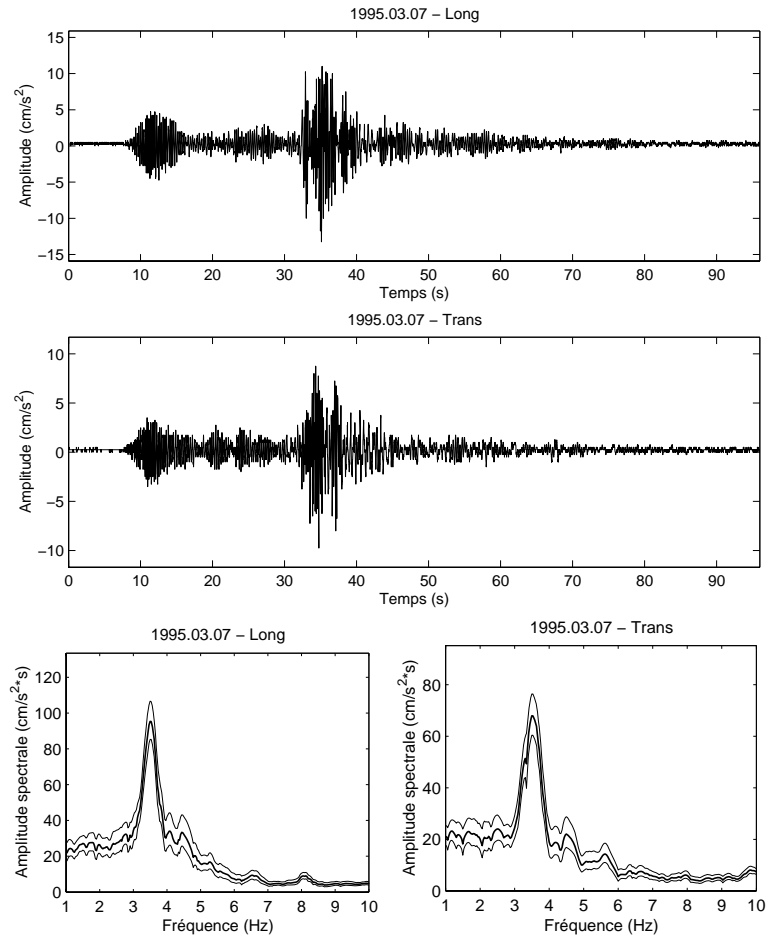 1995.03.07 − Long
15
10
5
0
−5
−10
−15
Amplitude (cm/s²)
0 10 20 30 40 50 60 70 80 90
Temps (s)
1995.03.07 − Trans
10
5
0
−5
−10
Amplitude (cm/s²)
0 10 20 30 40 50 60 70 80 90
Temps (s)
1995.03.07 − Long
120
100
80
60
40
20
0
Amplitude spectrale (cm/s²*s)
1 2 3 4 5 6 7 8 9 10
Fréquence (Hz)
1995.03.07 − Trans
80
60
40
20
0
Amplitude spectrale (cm/s²*s)
1 2 3 4 5 6 7 8 9 10
Fréquence (Hz)